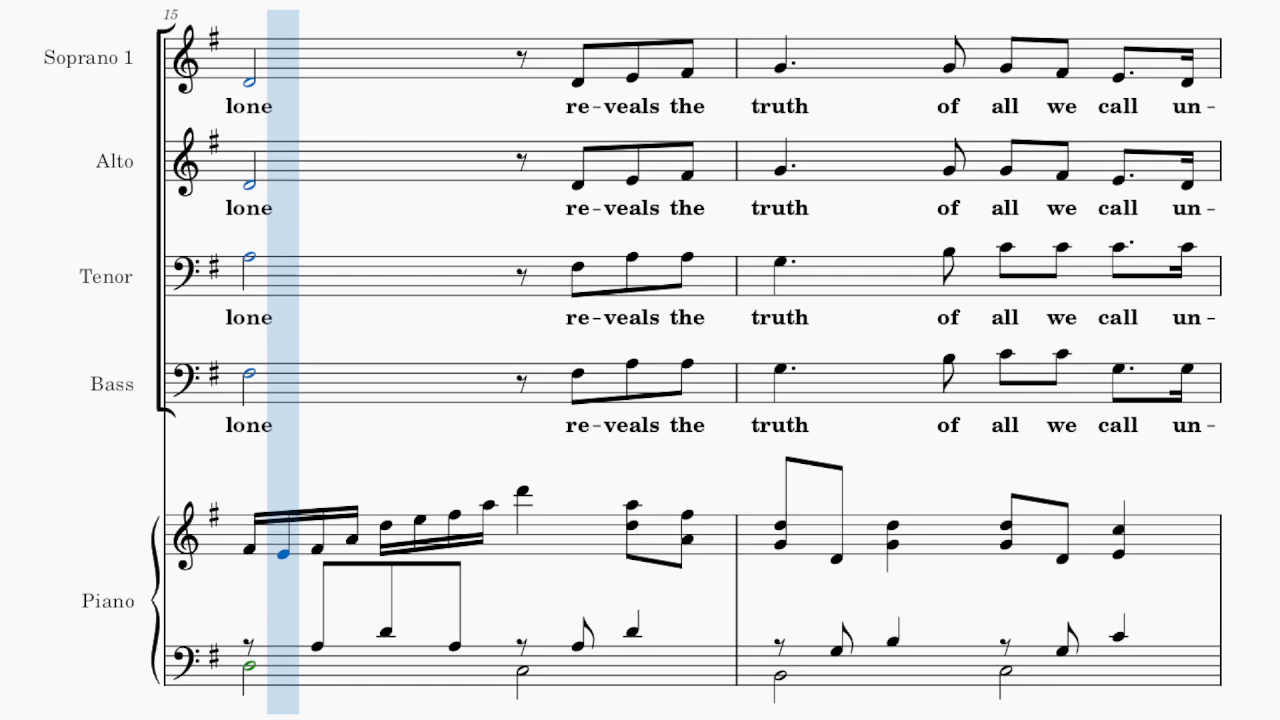 15
Soprano 1
lone re-veals the truth of all we call un-
Alto
lone re-veals the truth of all we call un-
Tenor
lone re-veals the truth of all we call un-
Bass
lone re-veals the truth of all we call un-
Piano